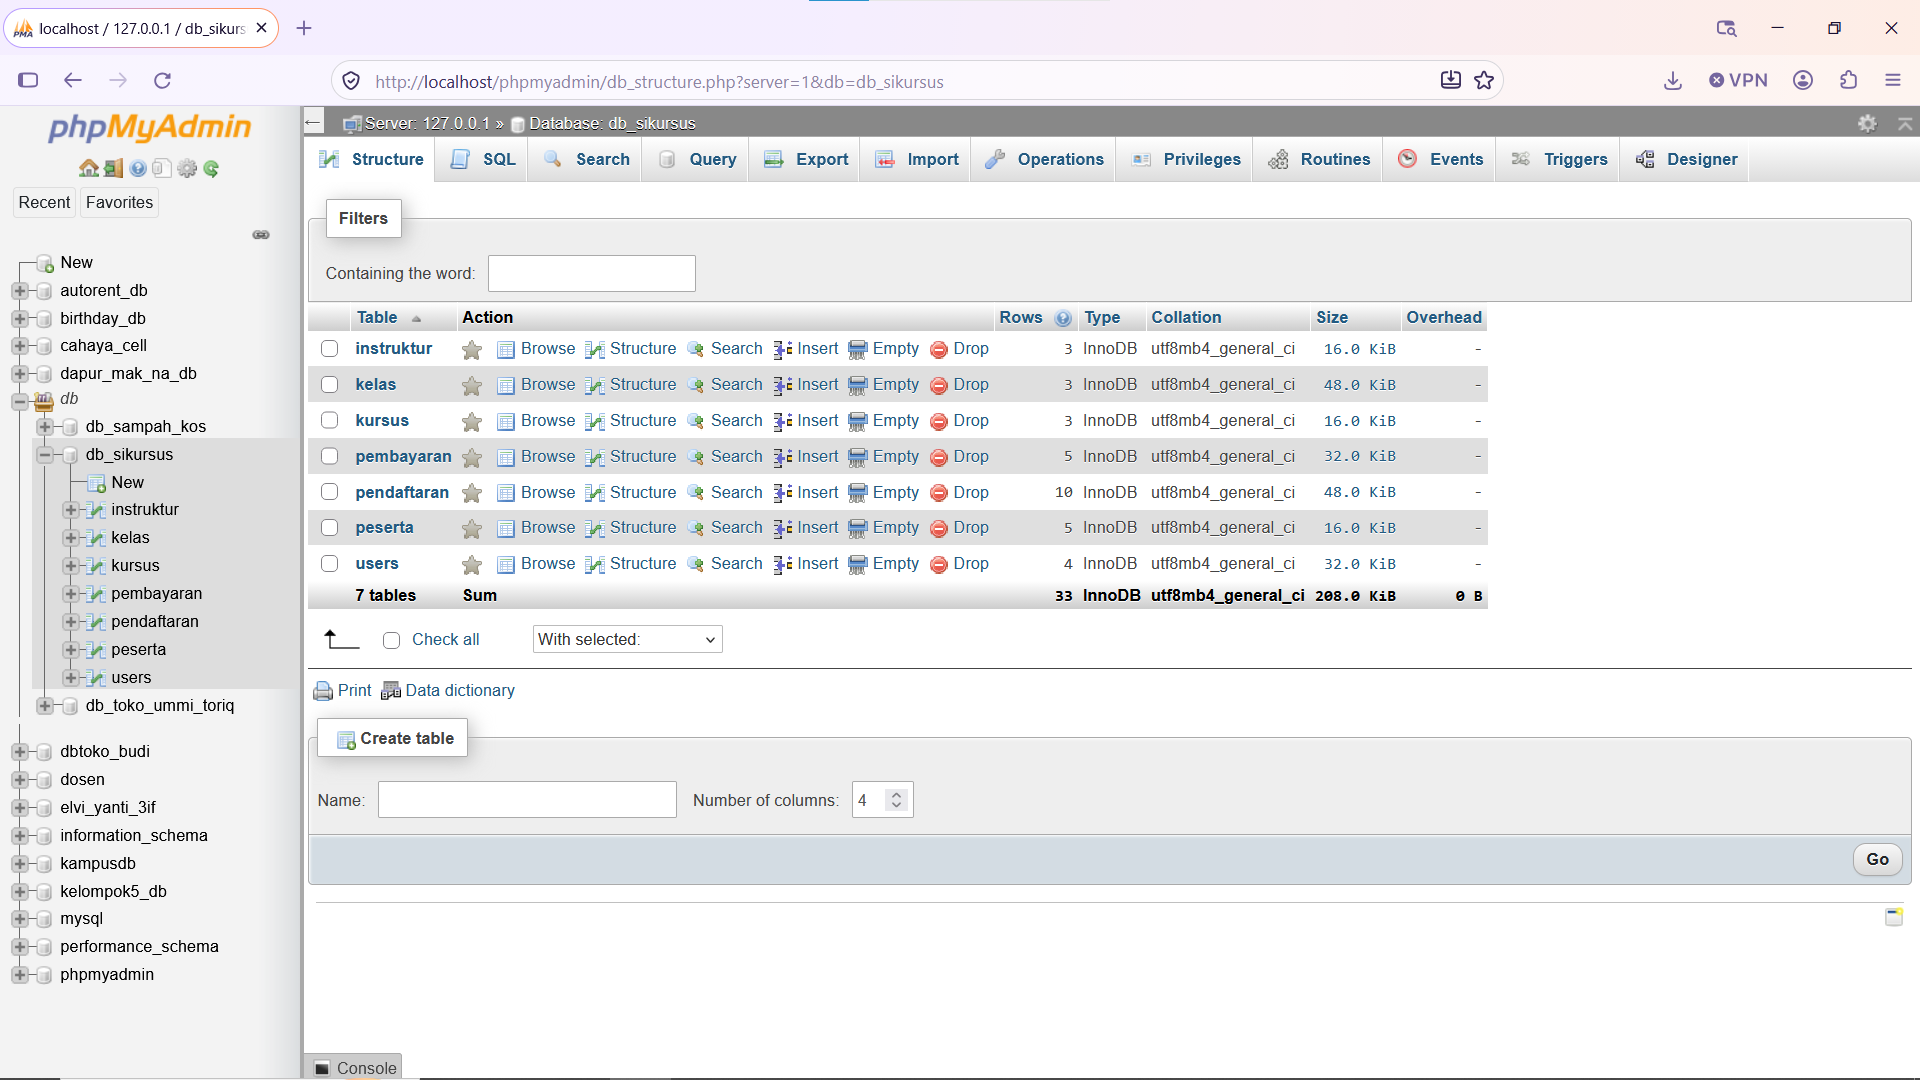 localhost / 127.0.0.1 / db_sikurs
http://localhost/phpmyadmin/db_structure.php?server=1&db=db_sikursus
VPN
phpMyAdmin
Recent
Favorites
New
autorent_db
birthday_db
cahaya_cell
dapur_mak_na_db
db
db_sampah_kos
db_sikursus
New
instruktur
kelas
kursus
pembayaran
pendaftaran
peserta
users
db_toko_ummi_toriq
dbtoko_budi
dosen
elvi_yanti_3if
information_schema
kampusdb
kelompok5_db
mysql
performance_schema
phpmyadmin
Server: 127.0.0.1 » Database: db_sikursus
Structure SQL Search Query Export Import Operations Privileges Routines Events Triggers Designer
Filters
Containing the word:
Table Action Rows Type Collation Size Overhead
instruktur Browse Structure Search Insert Empty Drop 3 InnoDB utf8mb4_general_ci 16.0 KiB -
kelas Browse Structure Search Insert Empty Drop 3 InnoDB utf8mb4_general_ci 48.0 KiB -
kursus Browse Structure Search Insert Empty Drop 3 InnoDB utf8mb4_general_ci 16.0 KiB -
pembayaran Browse Structure Search Insert Empty Drop 5 InnoDB utf8mb4_general_ci 32.0 KiB -
pendaftaran Browse Structure Search Insert Empty Drop 10 InnoDB utf8mb4_general_ci 48.0 KiB -
peserta Browse Structure Search Insert Empty Drop 5 InnoDB utf8mb4_general_ci 16.0 KiB -
users Browse Structure Search Insert Empty Drop 4 InnoDB utf8mb4_general_ci 32.0 KiB -
7 tables Sum 33 InnoDB utf8mb4_general_ci 208.0 KiB 0 B
Check all With selected:
Print Data dictionary
Create table
Name: Number of columns: 4
Go
Console